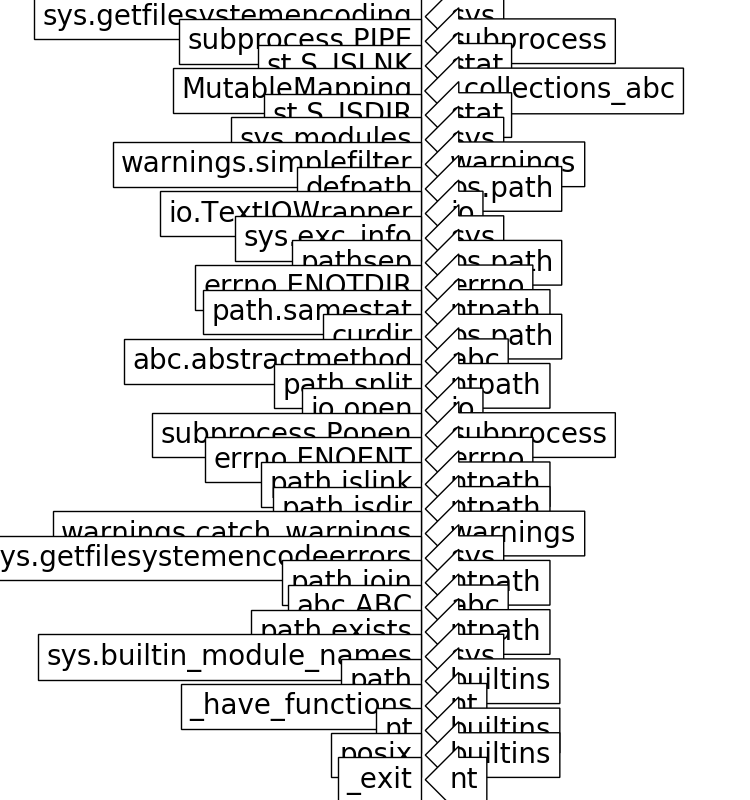 sys.getfilesystemencoding sys
subprocess.PIPE subprocess
st.S_ISLNK stat
MutableMapping collections_abc
st.S_ISDIR stat
sys.modules sys
warnings.simplefilter warnings
defpath os.path
io.TextIOWrapper io
sys.exc_info sys
pathsep os.path
errno.ENOTDIR errno
path.samestat ntpath
curdir os.path
abc.abstractmethod abc
path.split ntpath
io.open io
subprocess.Popen subprocess
errno.ENOENT errno
path.islink ntpath
path.isdir ntpath
warnings.catch_warnings warnings
ys.getfilesystemencodeerrors sys
path.join ntpath
abc.ABC abc
path.exists ntpath
sys.builtin_module_names sys
path builtins
_have_functions nt
nt builtins
posix builtins
_exit nt